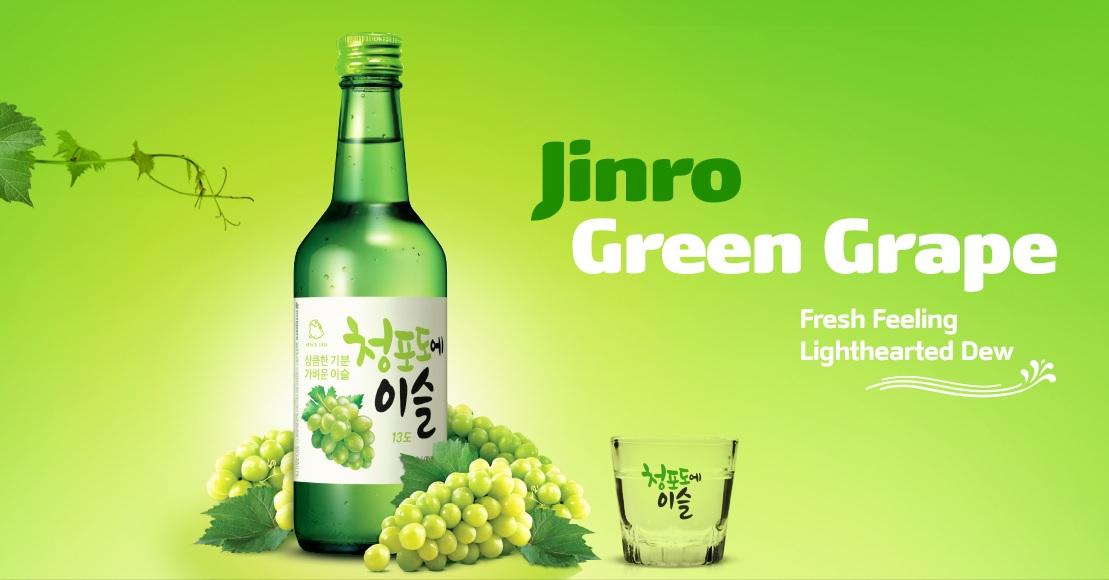 상큼한 기분
가벼운 이슬
청포도에
이슬
13도
Jinro
Green Grape
Fresh Feeling
Lighthearted Dew
청포도에
이슬